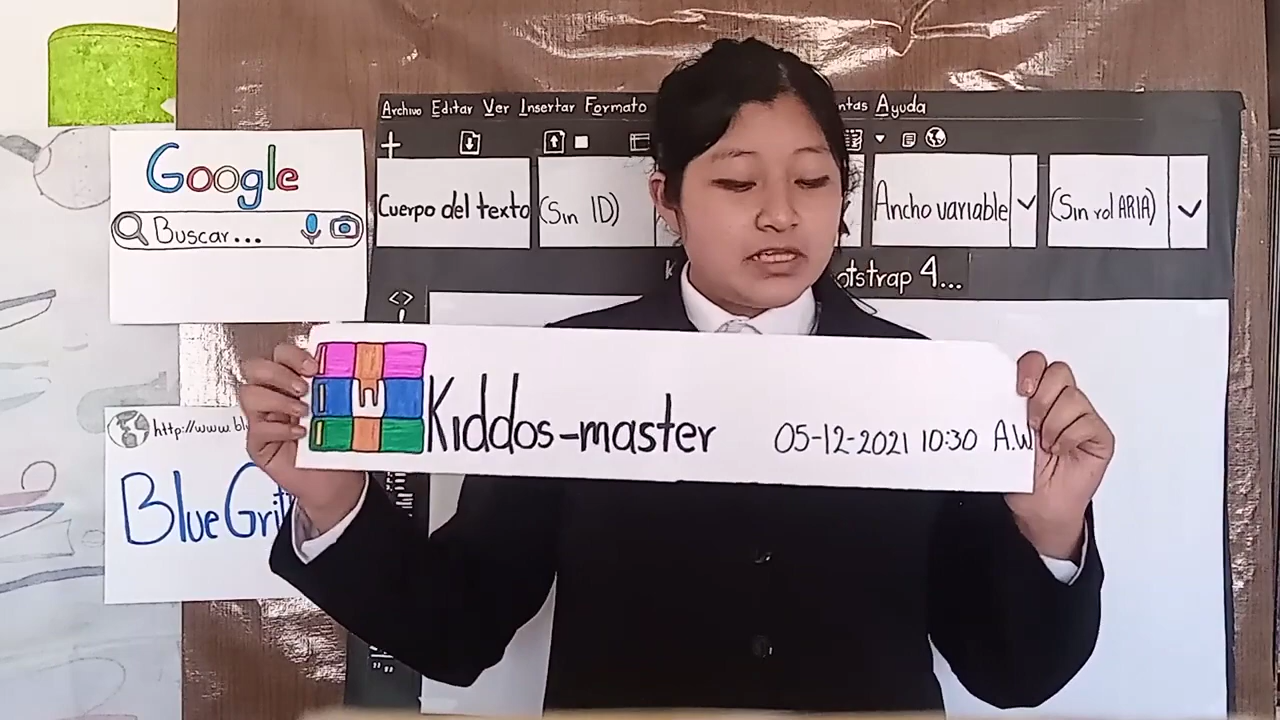 Archivo Editar Ver Insertar Formato
Ayuda
Google
Buscar...
Cuerpo del texto
(Sin ID)
Ancho variable
(Sin rol ARIA)
otstrap 4...
<>
Kiddos-master 05-12-2021 10:30 A.M
http://www.bl
BlueGri